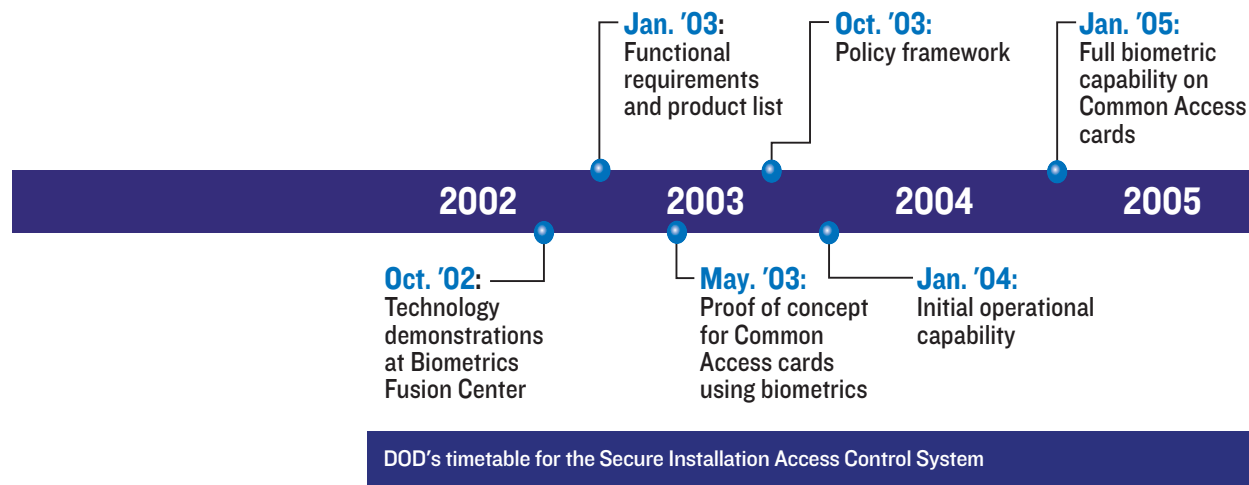 Jan. '03:
Functional
requirements
and product list
Oct. '03:
Policy framework
Jan. '05:
Full biometric
capability on
Common Access
cards
2002
2003
2004
2005
Oct. '02:
Technology
demonstrations
at Biometrics
Fusion Center
May. '03:
Proof of concept
for Common
Access cards
using biometrics
Jan. '04:
Initial operational
capability
DOD's timetable for the Secure Installation Access Control System